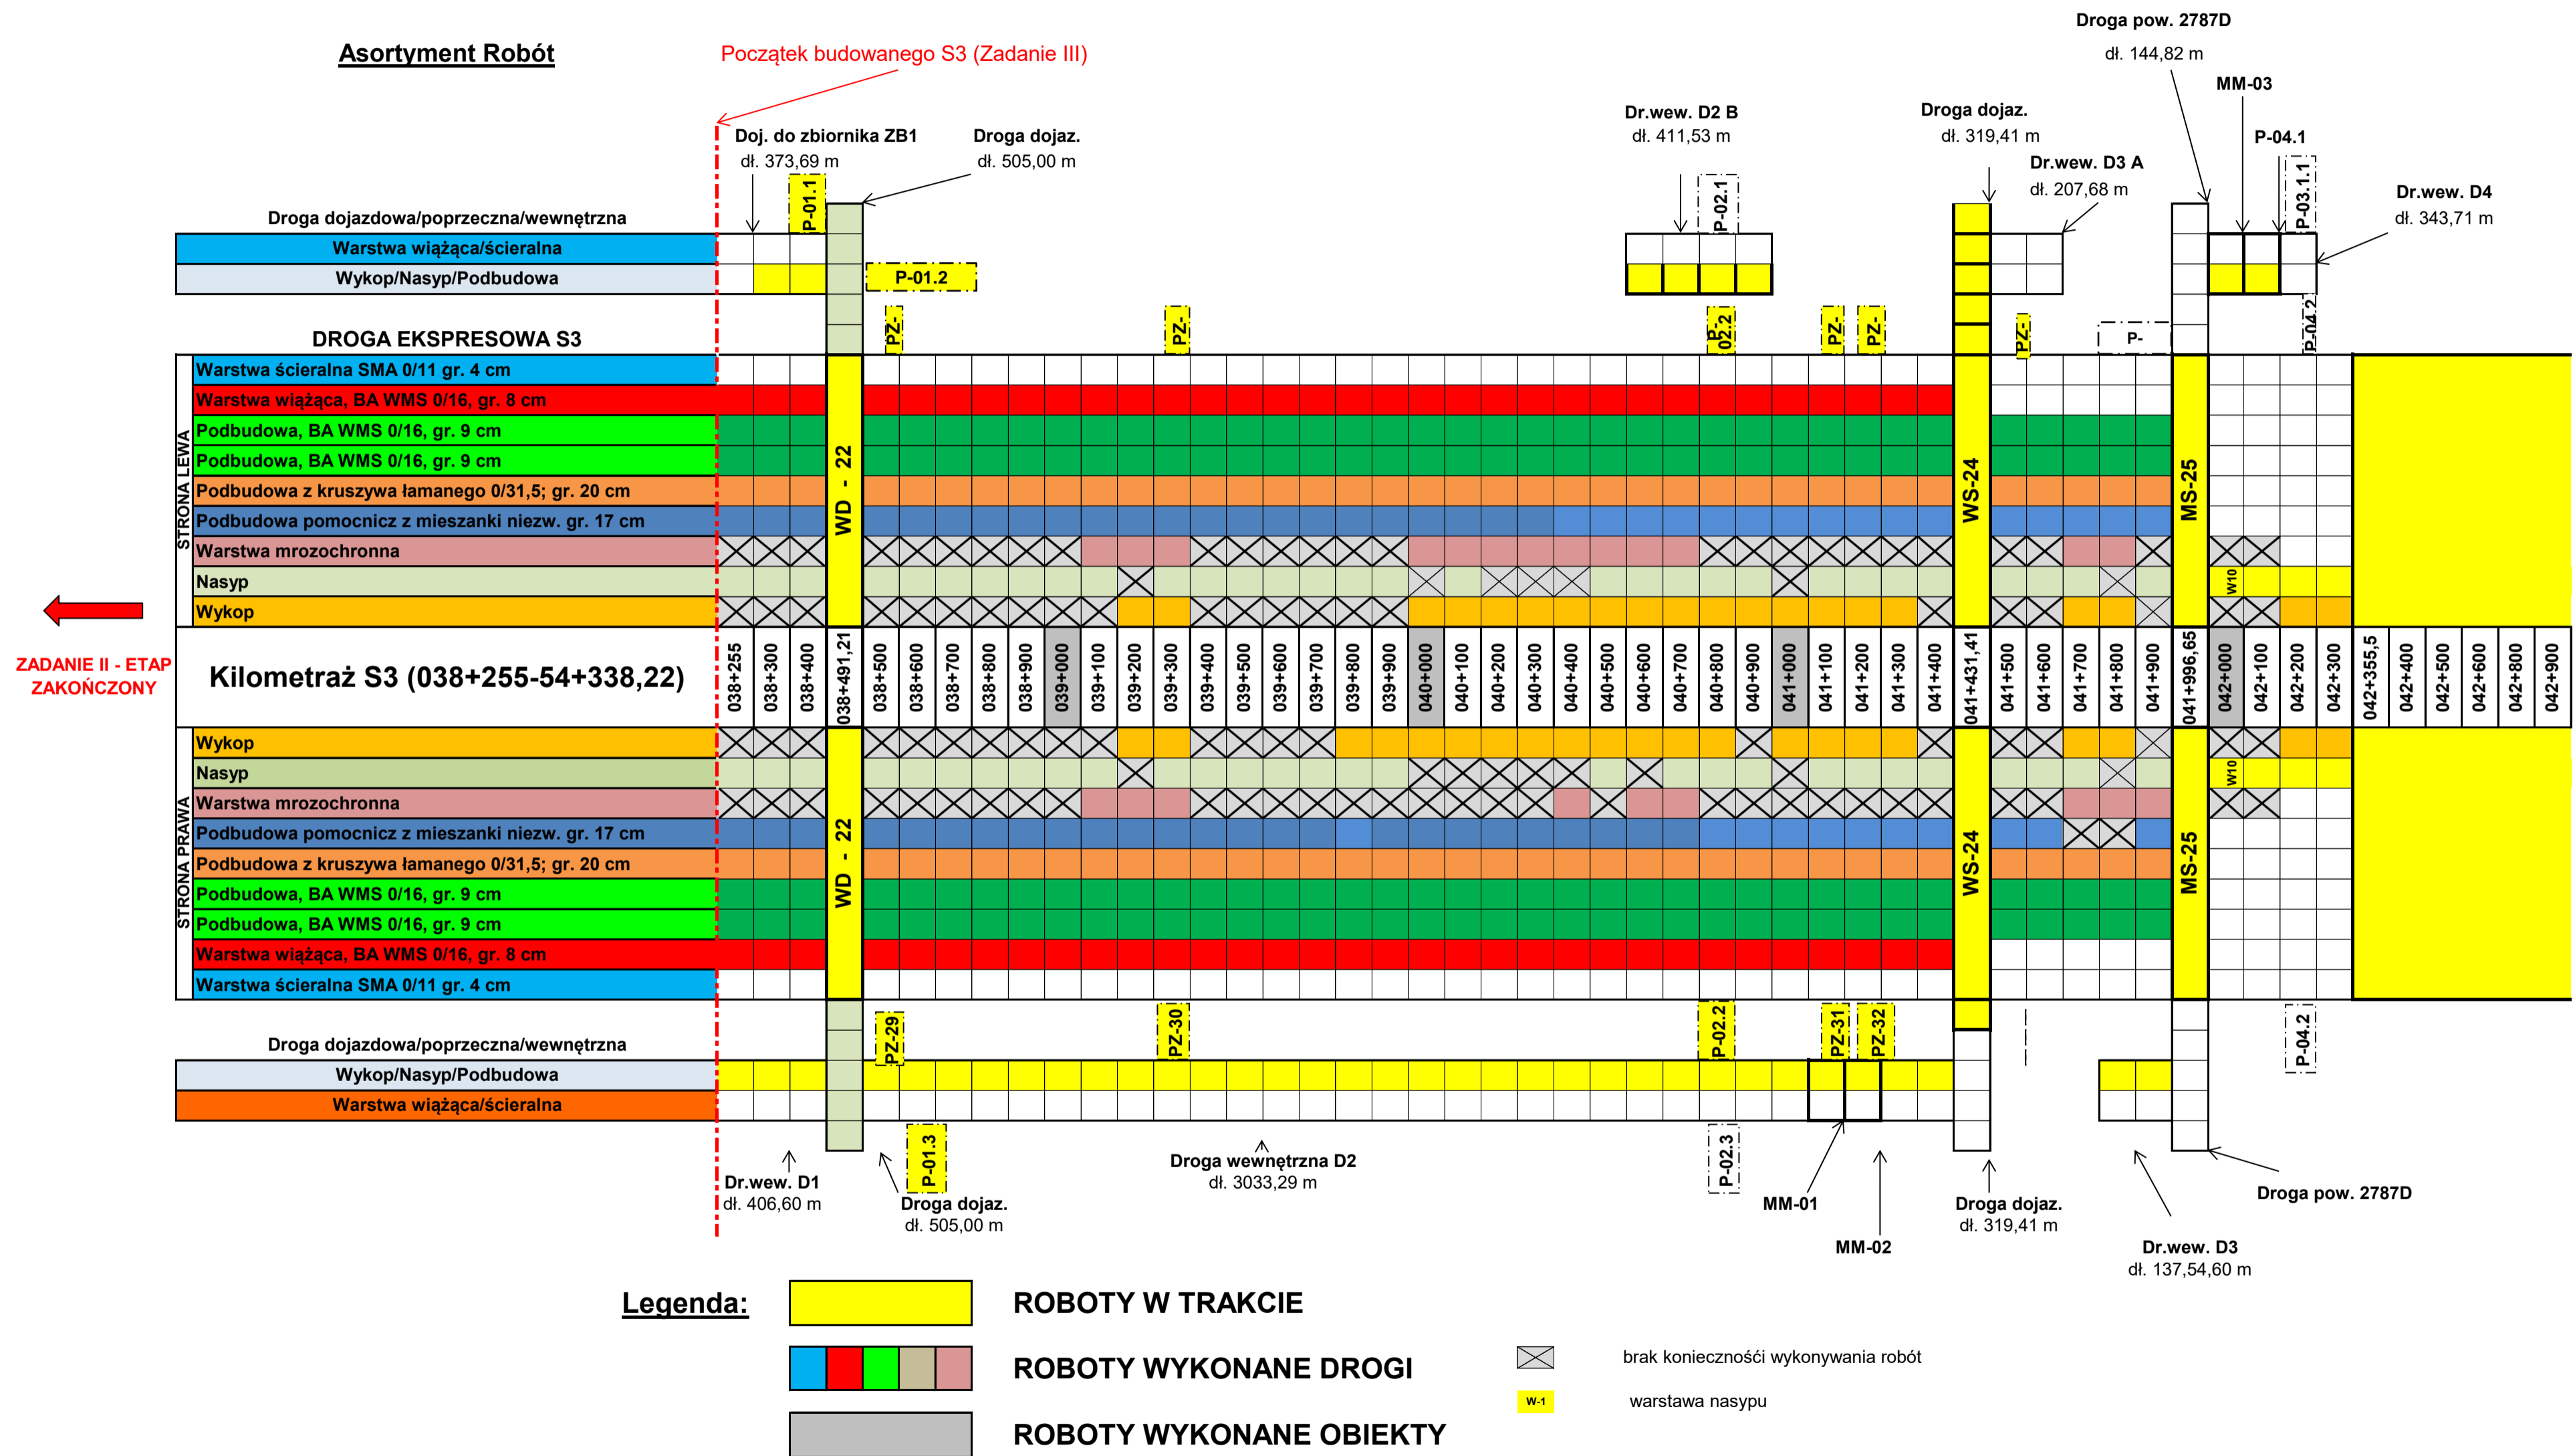 Asortyment Robót
Początek budowanego S3 (Zadanie III)
Droga pow. 2787D
dł. 144,82 m
MM-03
Dr.wew. D2 B
dł. 411,53 m
Droga dojaz.
dł. 319,41 m
Doj. do zbiornika ZB1
dł. 373,69 m
Droga dojaz.
dł. 505,00 m
P-04.1
Dr.wew. D3 A
dł. 207,68 m
Dr.wew. D4
dł. 343,71 m
P-01.1
P-02.1
P-03.1.1
Droga dojazdowa/poprzeczna/wewnętrzna
Warstwa wiążąca/ścieralna
Wykop/Nasyp/Podbudowa
P-01.2
PZ-
PZ-
P-
02.2
PZ-
PZ-
PZ-
P-
P-04.2
DROGA EKSPRESOWA S3
STRONA LEWA
Warstwa ścieralna SMA 0/11 gr. 4 cm
Warstwa wiążąca, BA WMS 0/16, gr. 8 cm
Podbudowa, BA WMS 0/16, gr. 9 cm
Podbudowa, BA WMS 0/16, gr. 9 cm
Podbudowa z kruszywa łamanego 0/31,5; gr. 20 cm
Podbudowa pomocnicz z mieszanki niezw. gr. 17 cm
Warstwa mrozochronna
Nasyp
Wykop
WD - 22
WS-24
MS-25
W10
ZADANIE II - ETAP
ZAKOŃCZONY
Kilometraż S3 (038+255-54+338,22)
038+255
038+300
038+400
038+491,21
038+500
038+600
038+700
038+800
038+900
039+000
039+100
039+200
039+300
039+400
039+500
039+600
039+700
039+800
039+900
040+000
040+100
040+200
040+300
040+400
040+500
040+600
040+700
040+800
040+900
041+000
041+100
041+200
041+300
041+400
041+431,41
041+500
041+600
041+700
041+800
041+900
041+996,65
042+000
042+100
042+200
042+300
042+355,5
042+400
042+500
042+600
042+800
042+900
STRONA PRAWA
Wykop
Nasyp
Warstwa mrozochronna
Podbudowa pomocnicz z mieszanki niezw. gr. 17 cm
Podbudowa z kruszywa łamanego 0/31,5; gr. 20 cm
Podbudowa, BA WMS 0/16, gr. 9 cm
Podbudowa, BA WMS 0/16, gr. 9 cm
Warstwa wiążąca, BA WMS 0/16, gr. 8 cm
Warstwa ścieralna SMA 0/11 gr. 4 cm
WD - 22
WS-24
MS-25
W10
Droga dojazdowa/poprzeczna/wewnętrzna
Wykop/Nasyp/Podbudowa
Warstwa wiążąca/ścieralna
PZ-29
PZ-30
P-02.2
PZ-31
PZ-32
P-04.2
P-01.3
P-02.3
Dr.wew. D1
dł. 406,60 m
Droga dojaz.
dł. 505,00 m
Droga wewnętrzna D2
dł. 3033,29 m
MM-01
MM-02
Droga dojaz.
dł. 319,41 m
Droga pow. 2787D
Dr.wew. D3
dł. 137,54,60 m
Legenda:
ROBOTY W TRAKCIE
ROBOTY WYKONANE DROGI
ROBOTY WYKONANE OBIEKTY
brak koniecznośći wykonywania robót
W-1
warstawa nasypu